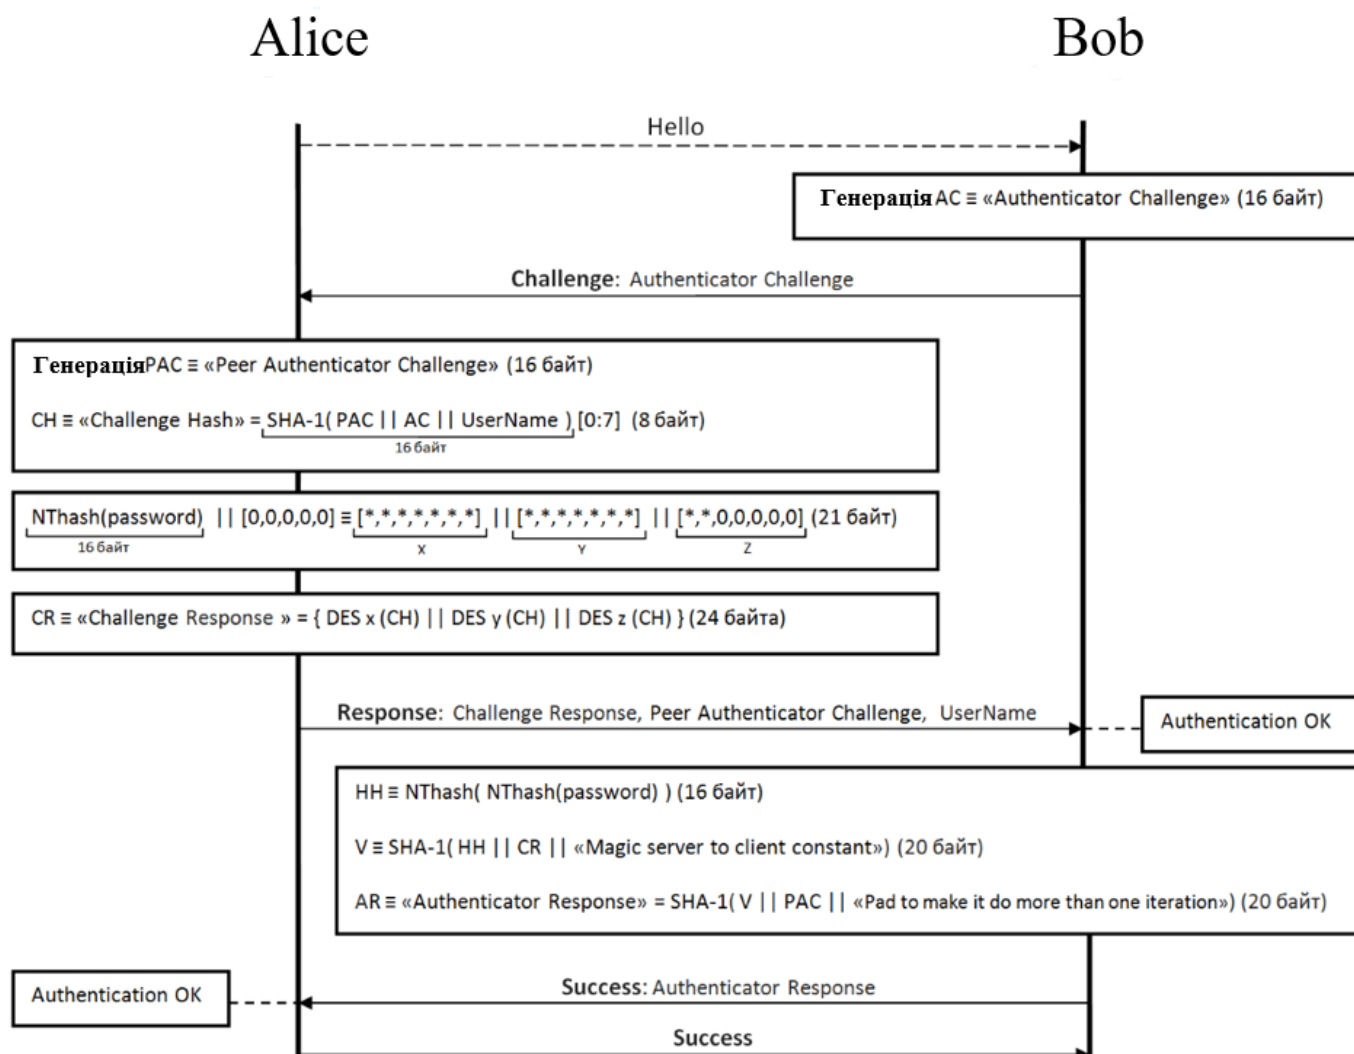 Alice
Bob
Hello
Генерація AC ≡ «Authenticator Challenge» (16 байт)
Challenge: Authenticator Challenge
Генерація PAC ≡ «Peer Authenticator Challenge» (16 байт)
CH ≡ «Challenge Hash» = SHA-1( PAC || AC || UserName ) [0:7] (8 байт)
16 байт
NThash(password) || [0,0,0,0,0] ≡ [*,*,*,*,*,*,*] || [*,*,*,*,*,*,*] || [*,*,0,0,0,0,0] (21 байт)
16 байт X Y Z
CR ≡ «Challenge Response » = { DES x (CH) || DES y (CH) || DES z (CH) } (24 байта)
Response: Challenge Response, Peer Authenticator Challenge, UserName
Authentication OK
HH ≡ NThash( NThash(password) ) (16 байт)
V ≡ SHA-1( HH || CR || «Magic server to client constant») (20 байт)
AR ≡ «Authenticator Response» = SHA-1( V || PAC || «Pad to make it do more than one iteration») (20 байт)
Authentication OK
Success: Authenticator Response
Success